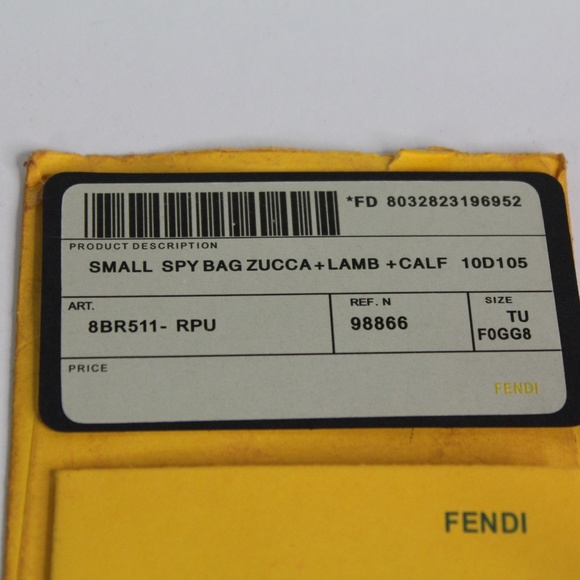 *FD 8032823196952
PRODUCT DESCRIPTION
SMALL SPY BAG ZUCCA+LAMB +CALF 10D105
ART.
8BR511- RPU
REF. N
98866
SIZE
TU
F0GG8
PRICE
FENDI
FENDI